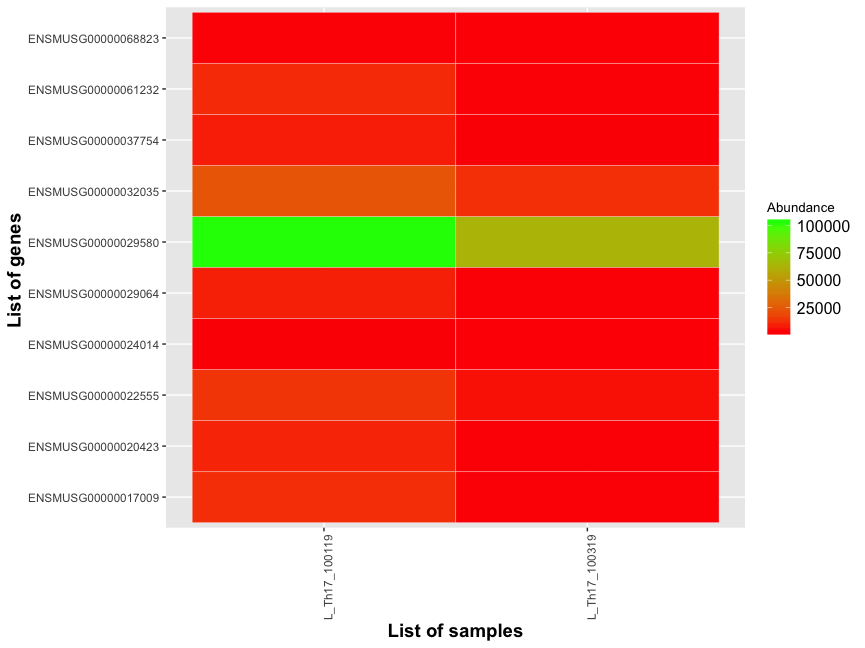 List of genes
ENSMUSG00000068823
ENSMUSG00000061232
ENSMUSG00000037754
ENSMUSG00000032035
ENSMUSG00000029580
ENSMUSG00000029064
ENSMUSG00000024014
ENSMUSG00000022555
ENSMUSG00000020423
ENSMUSG00000017009
L_Th17_100119
L_Th17_100319
List of samples
Abundance
100000
75000
50000
25000